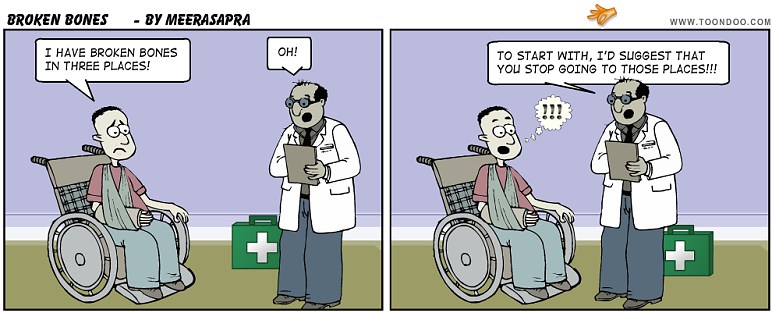 BROKEN BONES - BY MEERASAPRA
WWW.TOONDOO.COM
I HAVE BROKEN BONES
IN THREE PLACES!
OH!
TO START WITH, I'D SUGGEST THAT
YOU STOP GOING TO THOSE PLACES!!!
!!!